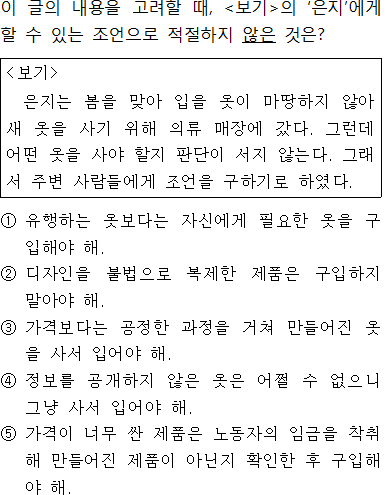 이 글의 내용을 고려할 때, <보기>의 '은지'에게
할 수 있는 조언으로 적절하지 않은 것은?
<보기>
은지는 봄을 맞아 입을 옷이 마땅하지 않아
새 옷을 사기 위해 의류 매장에 갔다. 그런데
어떤 옷을 사야 할지 판단이 서지 않는다. 그래
서 주변 사람들에게 조언을 구하기로 하였다.
① 유행하는 옷보다는 자신에게 필요한 옷을 구
입해야 해.
② 디자인을 불법으로 복제한 제품은 구입하지
말아야 해.
③ 가격보다는 공정한 과정을 거쳐 만들어진 옷
을 사서 입어야 해.
④ 정보를 공개하지 않은 옷은 어쩔 수 없으니
그냥 사서 입어야 해.
⑤ 가격이 너무 싼 제품은 노동자의 임금을 착취
해 만들어진 제품이 아닌지 확인한 후 구입해
야 해.